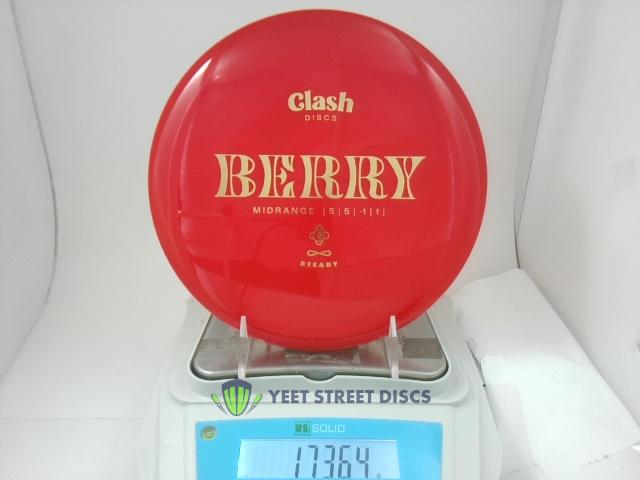 Clash
DISCS
BERRY
MIDRANGE | 5 | 5 | -1 | 1 |
STEADY
YEET STREET DISCS
US SOLID
173.64 g